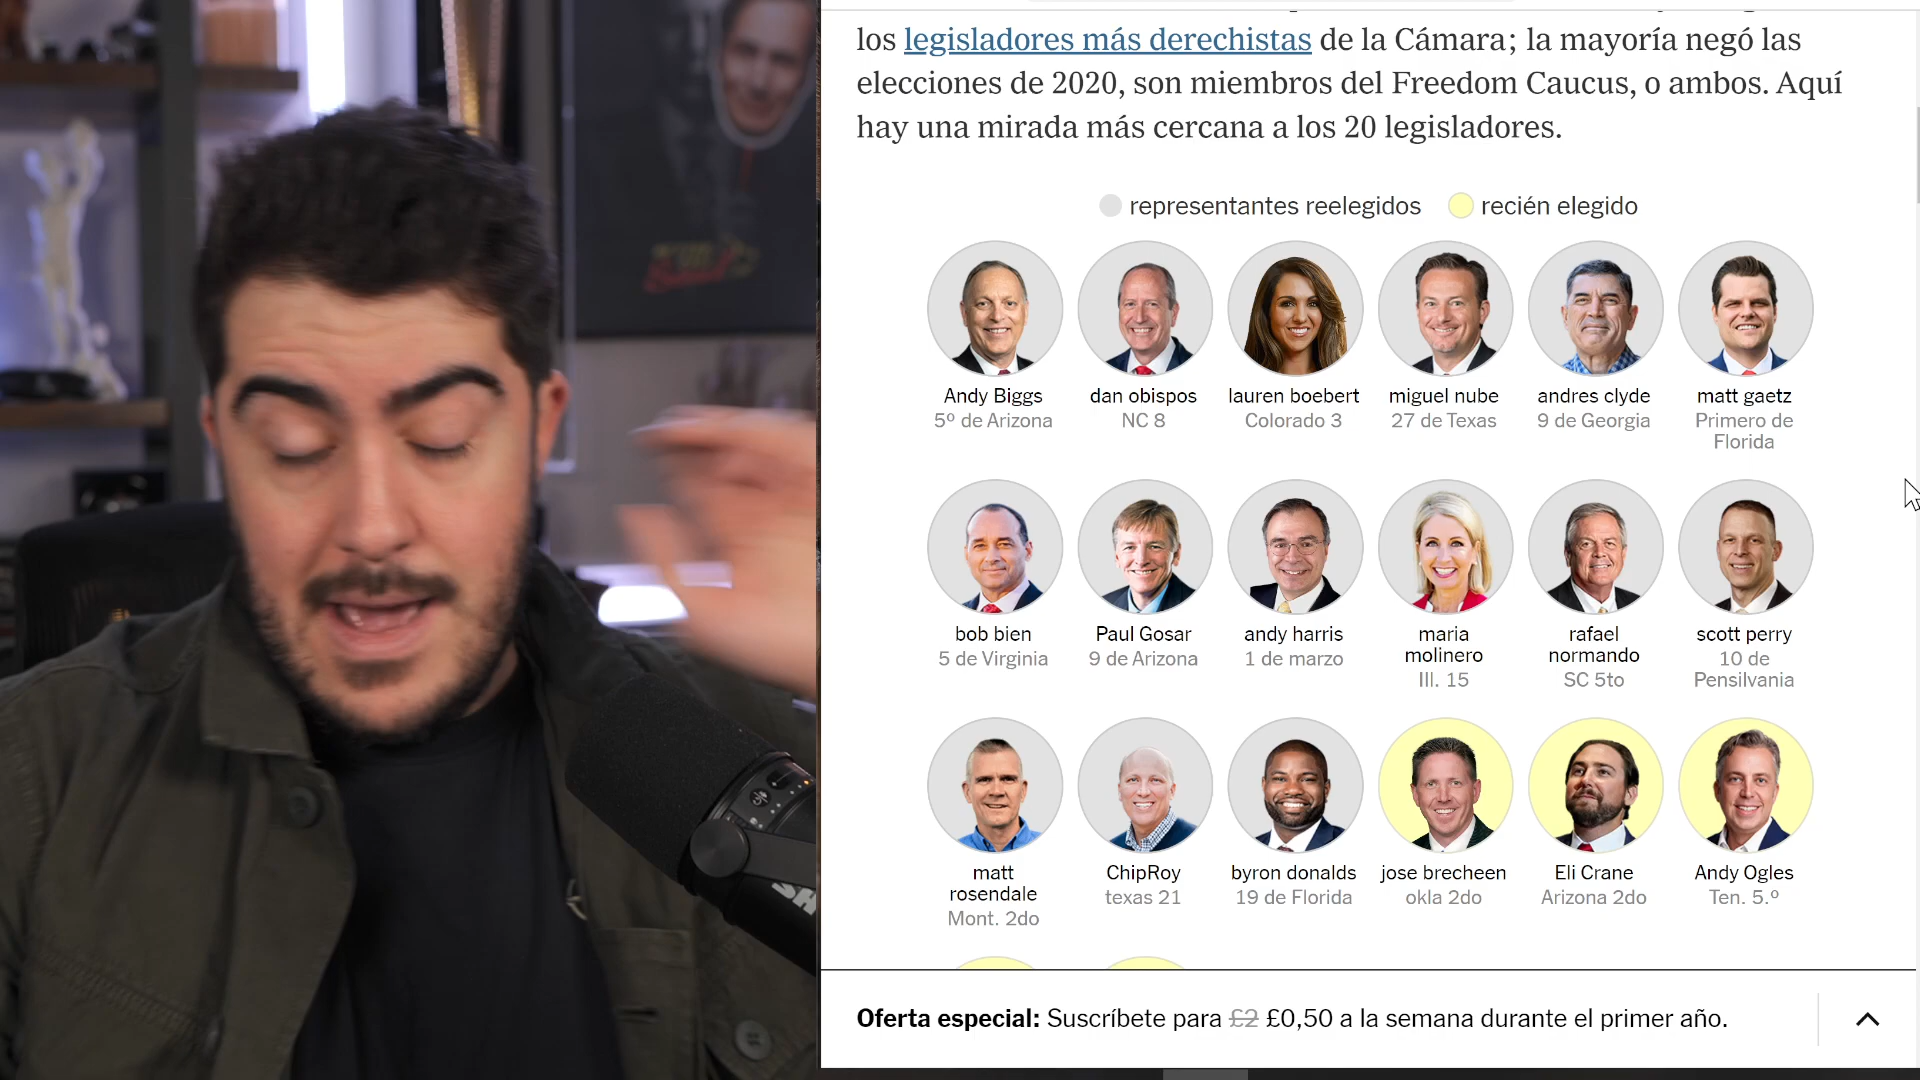 los legisladores más derechistas de la Cámara; la mayoría negó las
elecciones de 2020, son miembros del Freedom Caucus, o ambos. Aquí
hay una mirada más cercana a los 20 legisladores.
representantes reelegidos
recién elegido
Andy Biggs
5º de Arizona
dan obispos
NC 8
lauren boebert
Colorado 3
miguel nube
27 de Texas
andres clyde
9 de Georgia
matt gaetz
Primero de
Florida
bob bien
5 de Virginia
Paul Gosar
9 de Arizona
andy harris
1 de marzo
maria
molinero
Ill. 15
rafael
normando
SC 5to
scott perry
10 de
Pensilvania
matt
rosendale
Mont. 2do
ChipRoy
texas 21
byron donalds
19 de Florida
jose brecheen
okla 2do
Eli Crane
Arizona 2do
Andy Ogles
Ten. 5.º
Oferta especial: Suscríbete para £2 £0,50 a la semana durante el primer año.